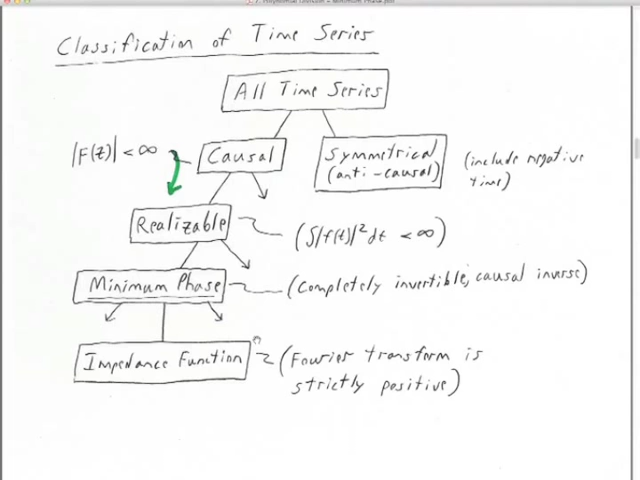 Classification of Time Series
All Time Series
|F(z)| < ∞
Causal
Symmetrical
(anti-causal)
(include negative
time)
Realizable
(∫|f(t)|² dt < ∞)
Minimum Phase
(Completely invertible, causal inverse)
Impedance Function
(Fourier transform is
strictly positive)